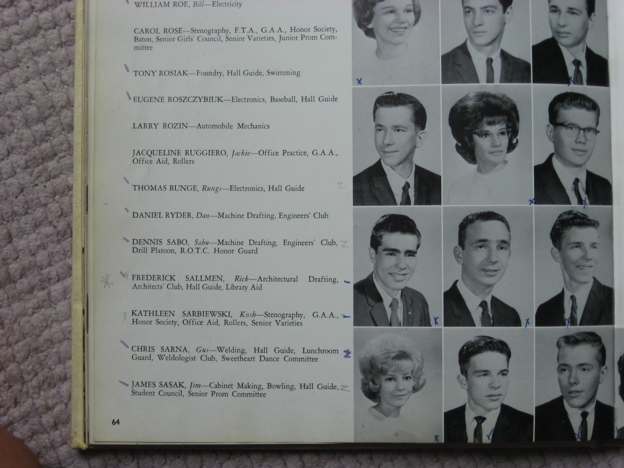 WILLIAM ROE, Bill—Electricity
CAROL ROSE—Stenography, F.T.A., G.A.A., Honor Society,
Baton, Senior Girls' Council, Senior Varieties, Junior Prom Com-
mittee
TONY ROSIAK—Foundry, Hall Guide, Swimming
EUGENE ROSZCZYBIUK—Electronics, Baseball, Hall Guide
LARRY ROZIN—Automobile Mechanics
JACQUELINE RUGGIERO, Jackie—Office Practice, G.A.A.,
Office Aid, Rollers
THOMAS RUNGE, Rungs—Electronics, Hall Guide
DANIEL RYDER, Dan—Machine Drafting, Engineers' Club
DENNIS SABO, Sabu—Machine Drafting, Engineers' Club,
Drill Platoon, R.O.T.C. Honor Guard
FREDERICK SALLMEN, Rick—Architectural Drafting,
Architects' Club, Hall Guide, Library Aid
KATHLEEN SARBIEWSKI, Kosh—Stenography, G.A.A.,
Honor Society, Office Aid, Rollers, Senior Varieties
CHRIS SARNA, Gus—Welding, Hall Guide, Lunchroom
Guard, Weldologist Club, Sweetheart Dance Committee
JAMES SASAK, Jim—Cabinet Making, Bowling, Hall Guide,
Student Council, Senior Prom Committee
64